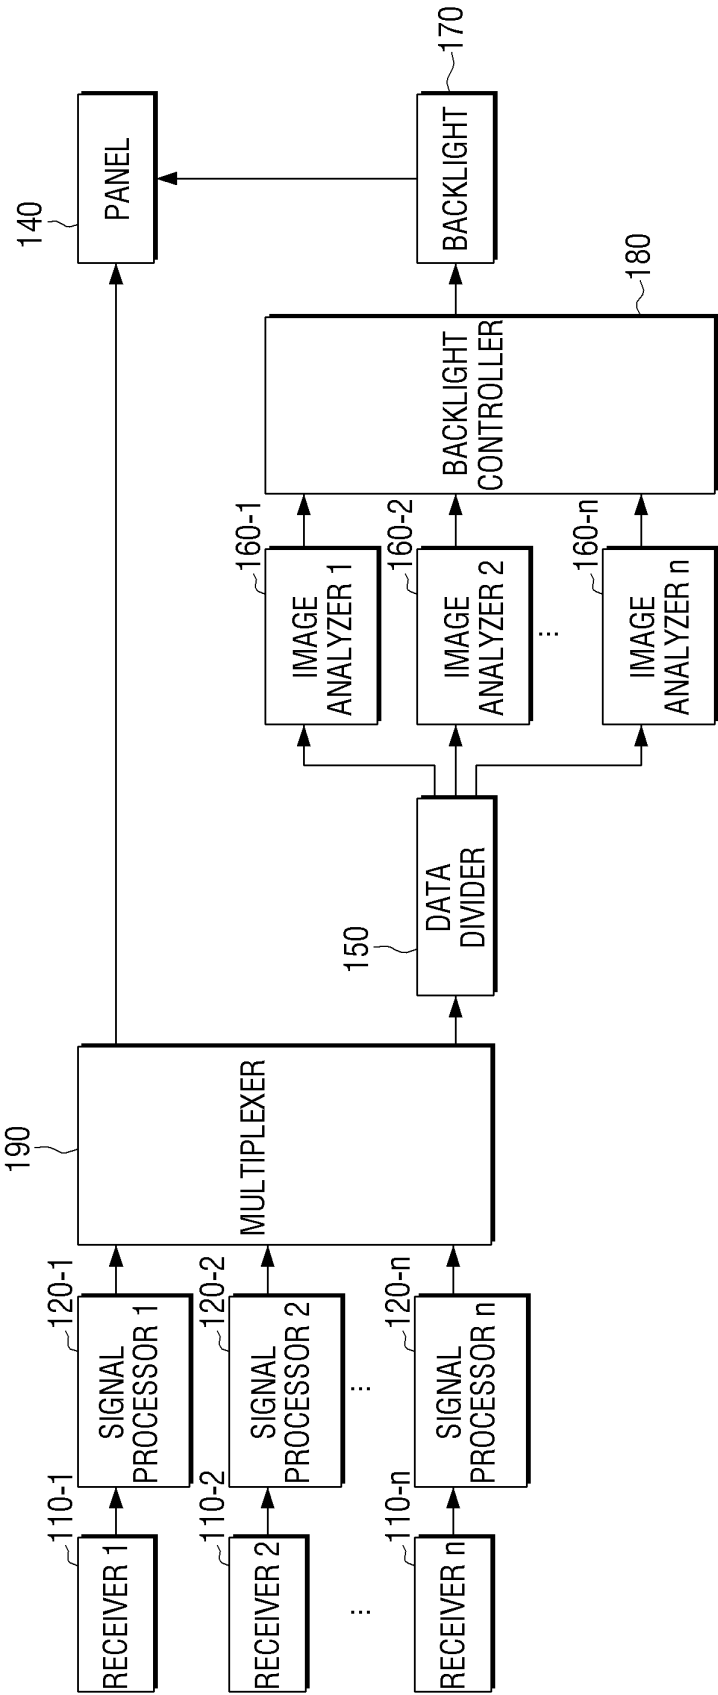 110-1
RECEIVER 1
120-1
SIGNAL
PROCESSOR 1
190
MULTIPLEXER
140
PANEL
110-2
RECEIVER 2
120-2
SIGNAL
PROCESSOR 2
...
...
110-n
RECEIVER n
120-n
SIGNAL
PROCESSOR n
150
DATA
DIVIDER
160-1
IMAGE
ANALYZER 1
160-2
IMAGE
ANALYZER 2
...
160-n
IMAGE
ANALYZER n
180
BACKLIGHT
CONTROLLER
170
BACKLIGHT